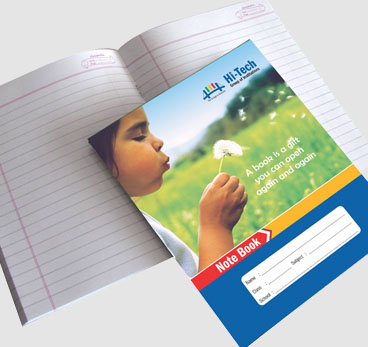 Hi-Tech
Group of Institutions
A book is a gift
you can open
again and again
Note Book
Name :
Date : Subject :
School :